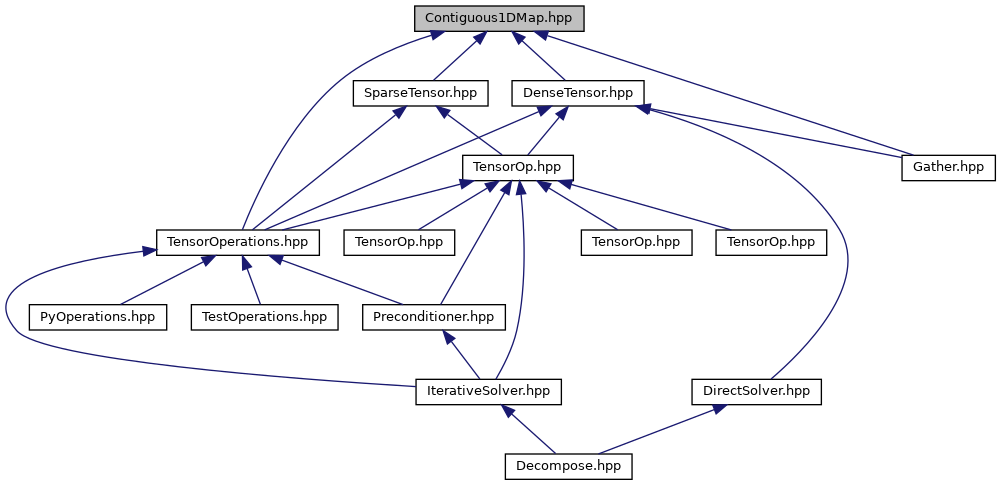 Contiguous1DMap.hpp
SparseTensor.hpp
DenseTensor.hpp
TensorOp.hpp
Gather.hpp
TensorOperations.hpp
TensorOp.hpp
TensorOp.hpp
TensorOp.hpp
PyOperations.hpp
TestOperations.hpp
Preconditioner.hpp
IterativeSolver.hpp
DirectSolver.hpp
Decompose.hpp